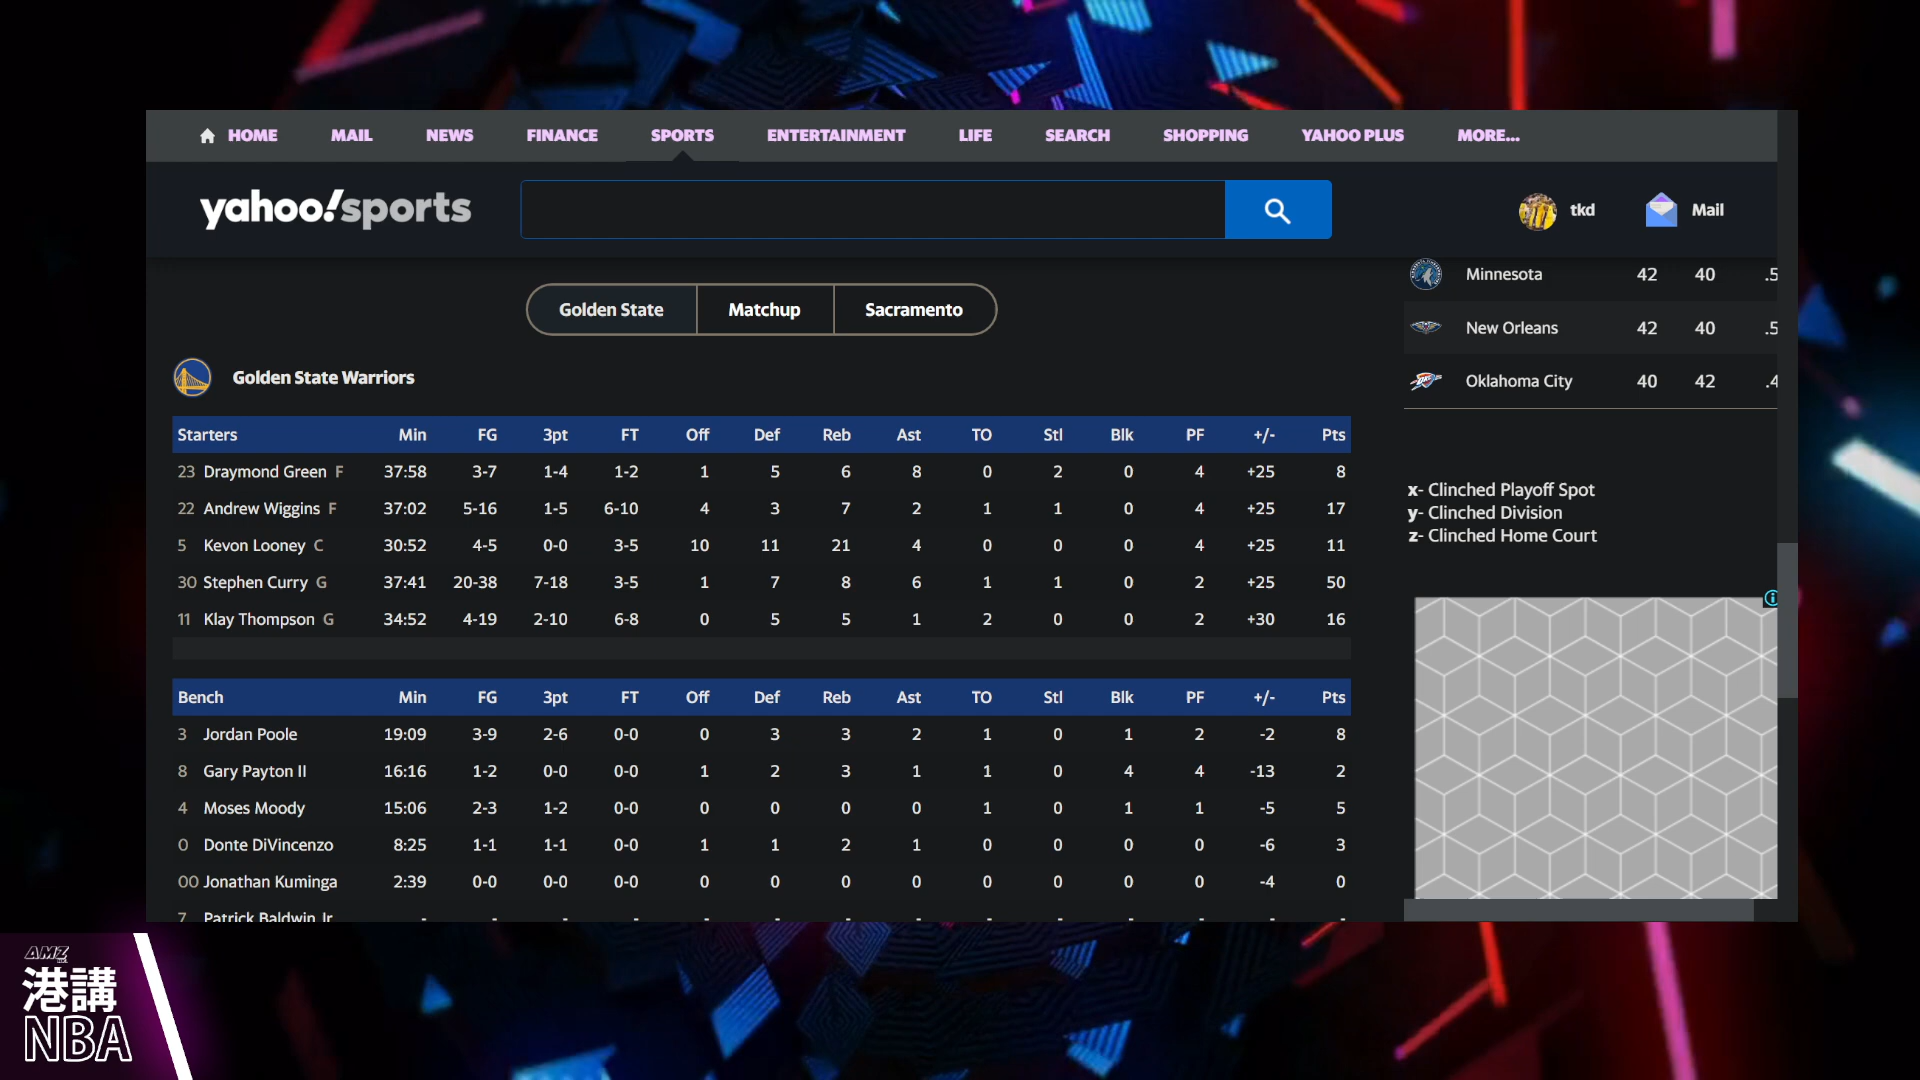 HOME MAIL NEWS FINANCE SPORTS ENTERTAINMENT LIFE SEARCH SHOPPING YAHOO PLUS MORE...
yahoo!sports tkd Mail
Minnesota 42 40 .5
New Orleans 42 40 .5
Oklahoma City 40 42 .4
Golden State Matchup Sacramento
Golden State Warriors
Starters Min FG 3pt FT Off Def Reb Ast TO Stl Blk PF +/- Pts
23 Draymond Green F 37:58 3-7 1-4 1-2 1 5 6 8 0 2 0 4 +25 8
22 Andrew Wiggins F 37:02 5-16 1-5 6-10 4 3 7 2 1 1 0 4 +25 17
5 Kevon Looney C 30:52 4-5 0-0 3-5 10 11 21 4 0 0 0 4 +25 11
30 Stephen Curry G 37:41 20-38 7-18 3-5 1 7 8 6 1 1 0 2 +25 50
11 Klay Thompson G 34:52 4-19 2-10 6-8 0 5 5 1 2 0 0 2 +30 16
Bench Min FG 3pt FT Off Def Reb Ast TO Stl Blk PF +/- Pts
3 Jordan Poole 19:09 3-9 2-6 0-0 0 3 3 2 1 0 1 2 -2 8
8 Gary Payton II 16:16 1-2 0-0 0-0 1 2 3 1 1 0 4 4 -13 2
4 Moses Moody 15:06 2-3 1-2 0-0 0 0 0 0 1 0 1 1 -5 5
0 Donte DiVincenzo 8:25 1-1 1-1 0-0 1 1 2 1 0 0 0 0 -6 3
00 Jonathan Kuminga 2:39 0-0 0-0 0-0 0 0 0 0 0 0 0 0 -4 0
7 Patrick Baldwin Jr. - - - - - - - - - - - - - -
x- Clinched Playoff Spot
y- Clinched Division
z- Clinched Home Court
AMZ
港講
NBA